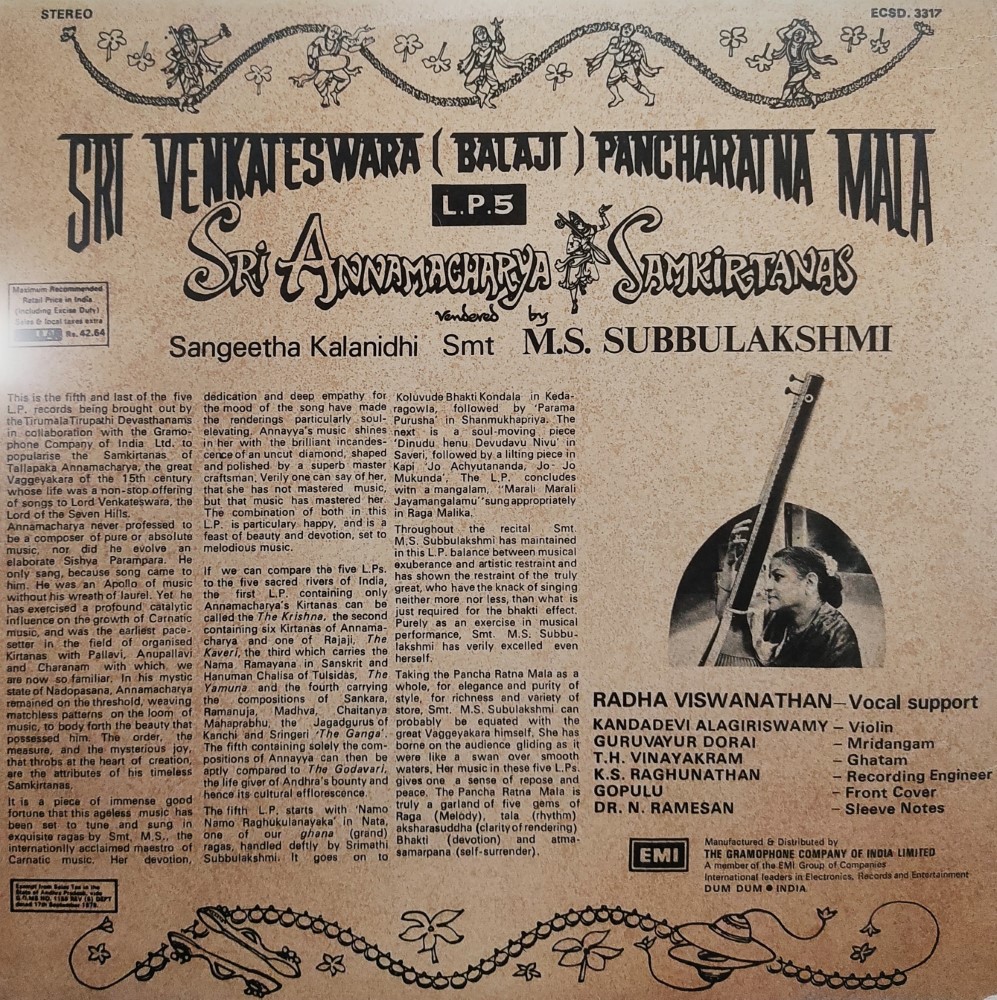 STEREO
ECSD. 3317
SRI VENKATESWARA ( BALAJI ) PANCHARATNA MALA
L.P.5
SRI ANNAMACHARYA SAMKIRTANAS
rendered by
Sangeetha Kalanidhi Smt M.S. SUBBULAKSHMI
Maximum Recommended
Retail Price in India
(Including Excise Duty)
Sales & local taxes extra
Rs. 42.64
This is the fifth and last of the five
L.P. records being brought out by
the Tirumala Tirupathi Devasthanams
in collaboration with the Gramo-
phone Company of India Ltd. to
popularise the Samkirtanas of
Tallapaka Annamacharya, the great
Vaggeyakara of the 15th century
whose life was a non-stop offering
of songs to Lord Venkateswara, the
Lord of the Seven Hills.
Annamacharya never professed to
be a composer of pure or absolute
music, nor did he evolve an
elaborate Sishya Parampara. He
only sang, because song came to
him. He was an Apollo of music
without his wreath of laurel. Yet he
has exercised a profound catalytic
influence on the growth of Carnatic
music, and was the earliest pace-
setter in the field of organised
Kirtanas with Pallavi, Anupallavi
and Charanam with which we
are now so familiar. In his mystic
state of Nadopasana, Annamacharya
remained on the threshold, weaving
matchless patterns on the loom of
music, to body forth the beauty that
possessed him. The order, the
measure, and the mysterious joy,
that throbs at the heart of creation,
are the attributes of his timeless
Samkirtanas.
It is a piece of immense good
fortune that this ageless music has
been set to tune and sung in
exquisite ragas by Smt. M.S., the
internationlly acclaimed maestro of
Carnatic music. Her devotion,
dedication and deep empathy for
the mood of the song have made
the renderings particularly soul-
elevating. Annayya's music shines
in her with the brilliant incandes-
cence of an uncut diamond, shaped
and polished by a superb master
craftsman. Verily one can say of her,
that she has not mastered music,
but that music has mastered her.
The combination of both in this
L.P. is particulary happy, and is a
feast of beauty and devotion, set to
melodious music.
If we can compare the five L.Ps.
to the five sacred rivers of India,
the first L.P. containing only
Annamacharya's Kirtanas can be
called the The Krishna, the second
containing six Kirtanas of Annama-
charya and one of Rajaji, The
Kaveri, the third which carries the
Nama Ramayana in Sanskrit and
Hanuman Chalisa of Tulsidas, The
Yamuna and the fourth carrying
the compositions of Sankara,
Ramanuja, Madhva, Chaitanya
Mahaprabhu, the Jagadgurus of
Kanchi and Sringeri 'The Ganga'.
The fifth containing solely the com-
positions of Annayya can then be
aptly compared to The Godavari,
the life giver of Andhra's bounty and
hence its cultural efflorescence.
The fifth L.P. starts with 'Namo
Namo Raghukulanayaka' in Nata,
one of our ghana (grand)
ragas, handled deftly by Srimathi
Subbulakshmi. It goes on to
Koluvude Bhakti Kondala in Keda-
ragowla, followed by 'Parama
Purusha' in Shanmukhapriya. The
next is a soul-moving piece
'Dinudu henu Devudavu Nivu' in
Saveri, followed by a lilting piece in
Kapi 'Jo Achyutananda, Jo- Jo
Mukunda'. The L.P. concludes
with a mangalam, "Marali Marali
Jayamangalamu" sung appropriately
in Raga Malika.
Throughout the recital Smt.
M.S. Subbulakshmi has maintained
in this L.P. balance between musical
exuberance and artistic restraint and
has shown the restraint of the truly
great, who have the knack of singing
neither more nor less, than what is
just required for the bhakti effect.
Purely as an exercise in musical
performance, Smt. M.S. Subbu-
lakshmi has verily excelled even
herself.
Taking the Pancha Ratna Mala as a
whole, for elegance and purity of
style, for richness and variety of
store, Smt. M.S. Subulakshmi can
probably be equated with the
great Vaggeyakara himself. She has
borne on the audience gliding as it
were like a swan over smooth
waters, Her music in these five L.Ps.
gives one a sense of repose and
peace. The Pancha Ratna Mala is
truly a garland of five gems of
Raga (Melody), tala (rhythm)
aksharasuddha (clarity of rendering)
Bhakti (devotion) and atma-
samarpana (self-surrender).
RADHA VISWANATHAN – Vocal support
KANDADEVI ALAGIRISWAMY – Violin
GURUVAYUR DORAI – Mridangam
T.H. VINAYAKRAM – Ghatam
K.S. RAGHUNATHAN – Recording Engineer
GOPULU – Front Cover
DR. N. RAMESAN – Sleeve Notes
EMI
Manufactured & Distributed by
THE GRAMOPHONE COMPANY OF INDIA LIMITED
A member of the EMI Group of Companies
International leaders in Electronics, Records and Entertainment
DUM DUM ● INDIA
Exempt from Sales Tax in the
State of Andhra Pradesh, vide
dated 17th September